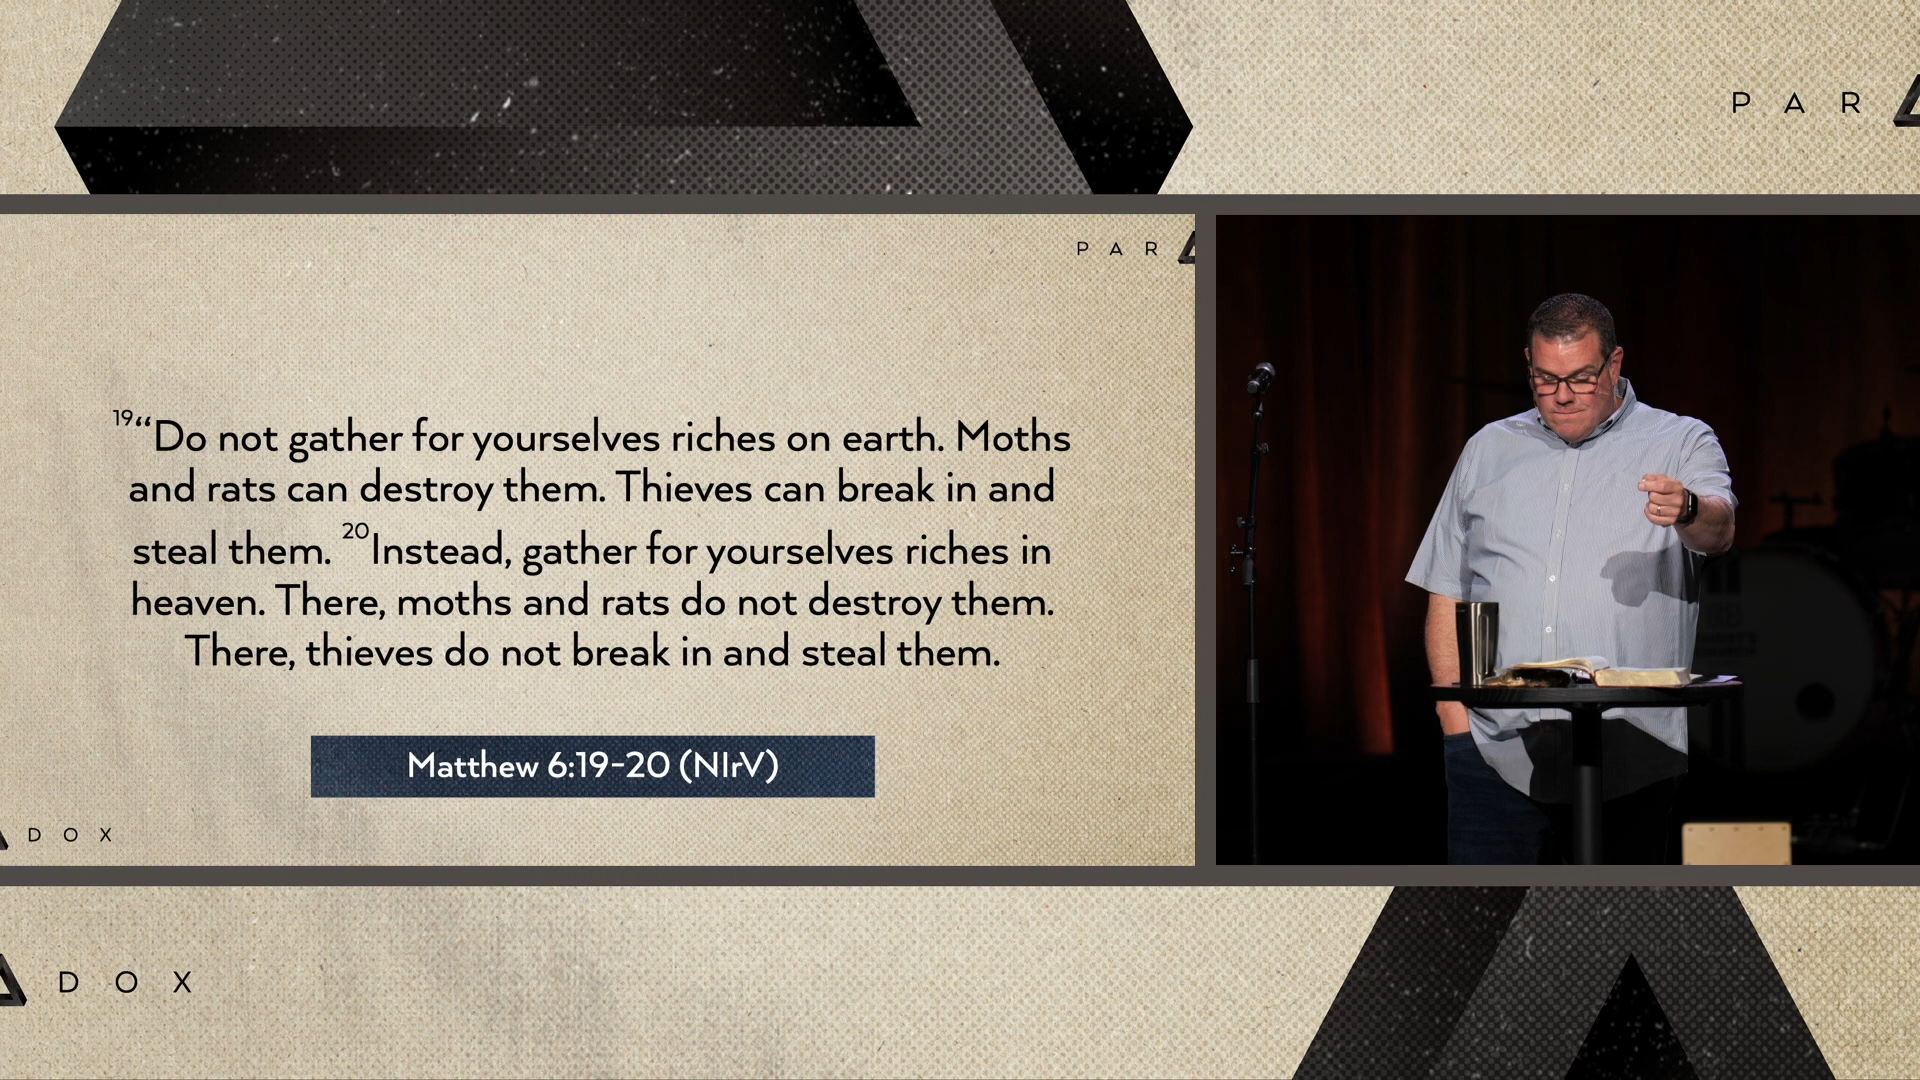 P A R
P A R
19“Do not gather for yourselves riches on earth. Moths
and rats can destroy them. Thieves can break in and
steal them. 20Instead, gather for yourselves riches in
heaven. There, moths and rats do not destroy them.
There, thieves do not break in and steal them.
Matthew 6:19-20 (NIrV)
D O X
D O X